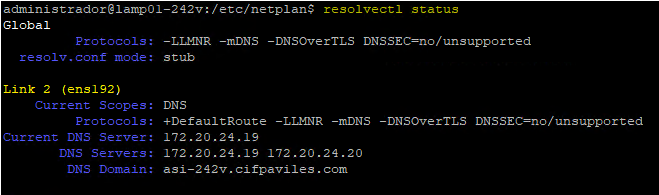 administrador@lamp01-242v:/etc/netplan$ resolvectl status
Global
Protocols: -LLMNR -mDNS -DNSOverTLS DNSSEC=no/unsupported
resolv.conf mode: stub
Link 2 (ens192)
Current Scopes: DNS
Protocols: +DefaultRoute -LLMNR -mDNS -DNSOverTLS DNSSEC=no/unsupported
Current DNS Server: 172.20.24.19
DNS Servers: 172.20.24.19 172.20.24.20
DNS Domain: asi-242v.cifpaviles.com